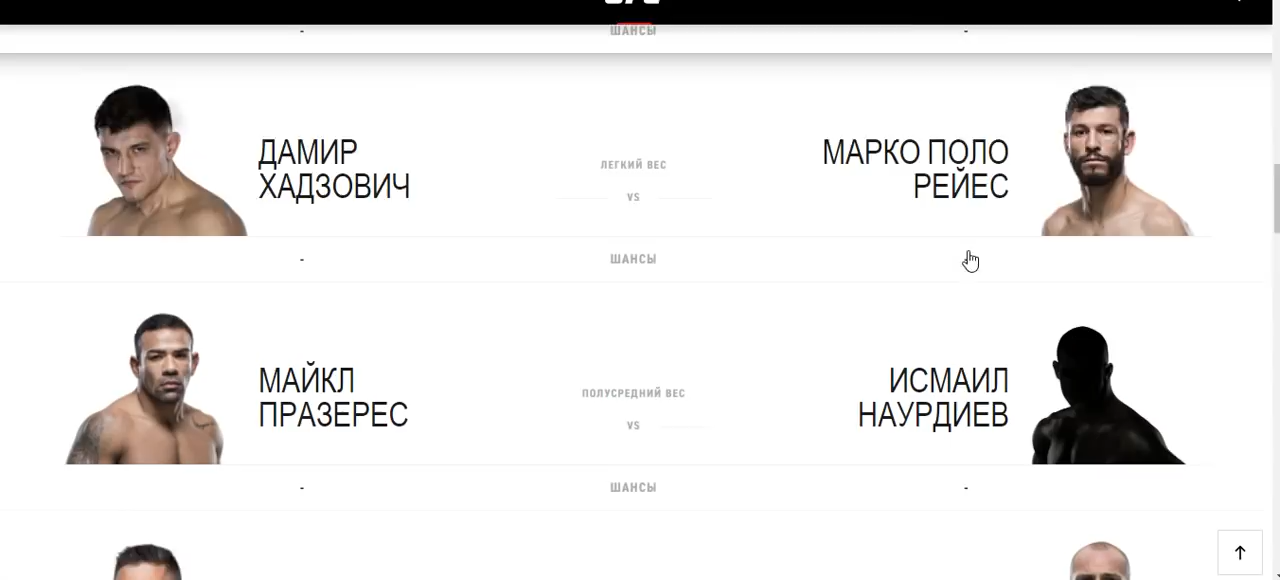 - ШАНСЫ -
ДАМИР
ХАДЗОВИЧ
ЛЕГКИЙ ВЕС
VS
МАРКО ПОЛО
РЕЙЕС
- ШАНСЫ
МАЙКЛ
ПРАЗЕРЕС
ПОЛУСРЕДНИЙ ВЕС
VS
ИСМАИЛ
НАУРДИЕВ
- ШАНСЫ -